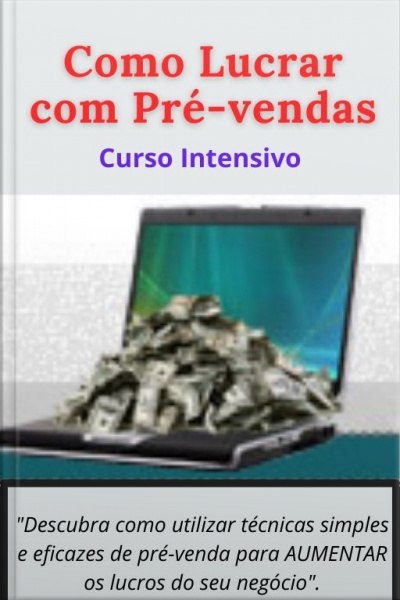 Como Lucrar
com Pré-vendas
Curso Intensivo
"Descubra como utilizar técnicas simples
e eficazes de pré-venda para AUMENTAR
os lucros do seu negócio".